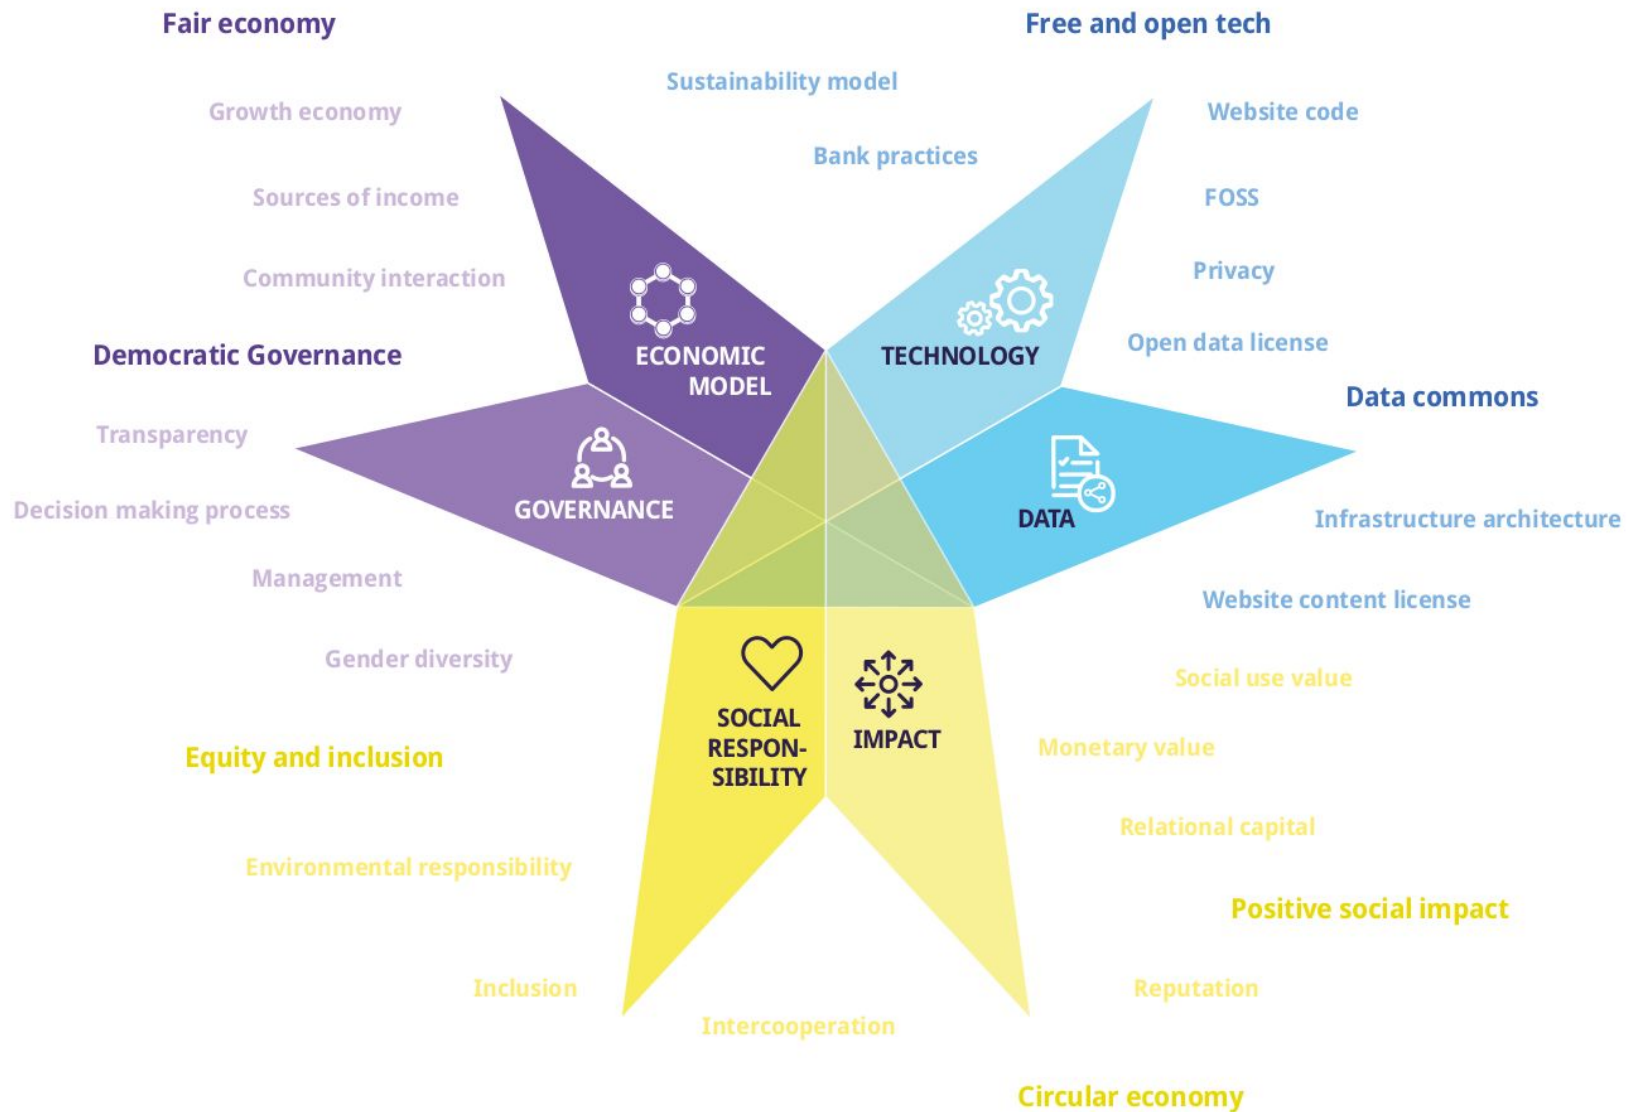 Fair economy
Free and open tech
Sustainability model
Growth economy
Website code
Bank practices
Sources of income
FOSS
Community interaction
Privacy
Open data license
Democratic Governance
ECONOMIC
MODEL
TECHNOLOGY
Data commons
Transparency
Decision making process
GOVERNANCE
DATA
Infrastructure architecture
Management
Website content license
Gender diversity
Social use value
SOCIAL
RESPON-
SIBILITY
IMPACT
Monetary value
Equity and inclusion
Relational capital
Environmental responsibility
Positive social impact
Inclusion
Reputation
Intercooperation
Circular economy